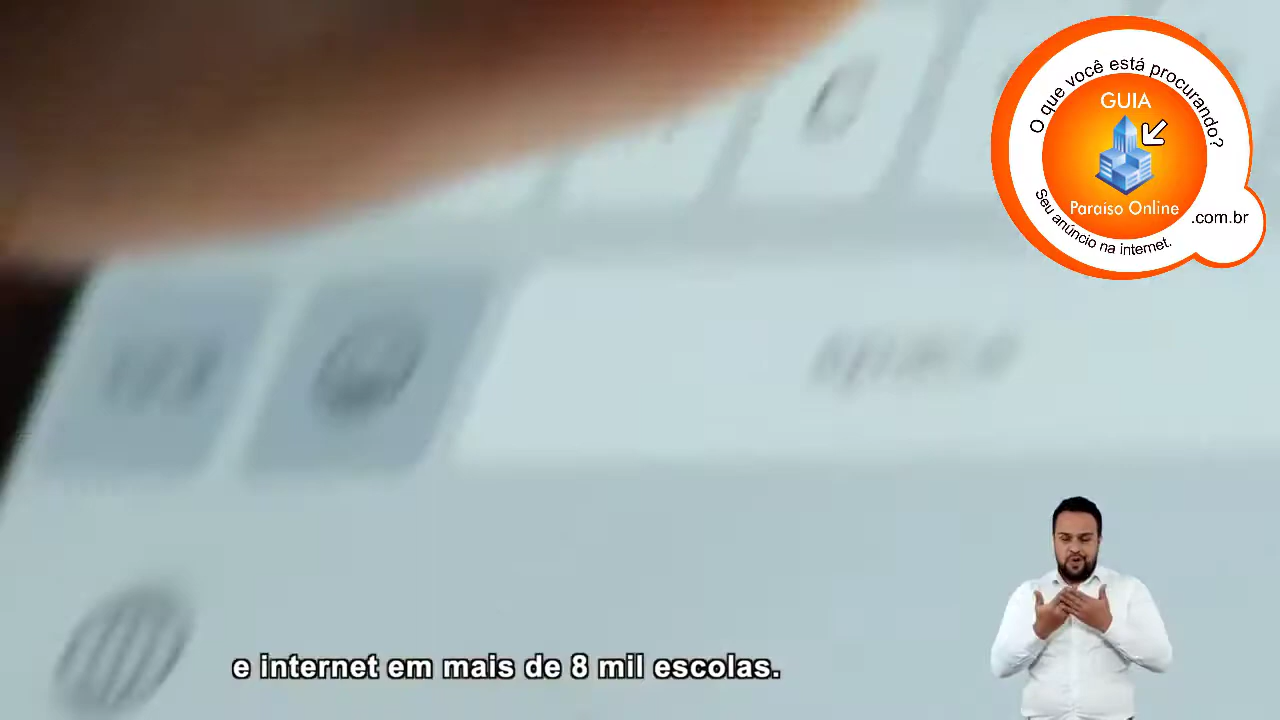 O que você está procurando?
GUIA
Paraiso Online
.com.br
Seu anúncio na internet.
e internet em mais de 8 mil escolas.